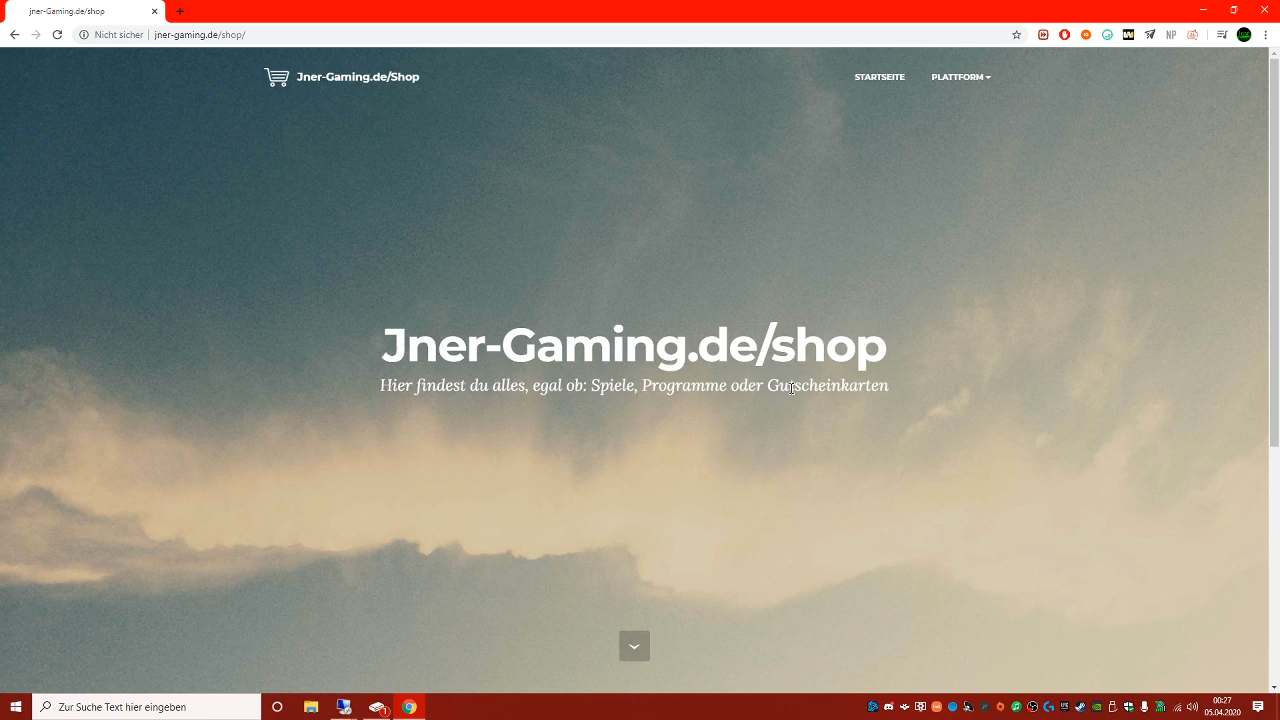 jner-Gaming.de/shop
Nicht sicher
jner-gaming.de/shop/
NP
Jner-Gaming.de/Shop
STARTSEITE
PLATTFORM
Jner-Gaming.de/shop
Hier findest du alles, egal ob: Spiele, Programme oder Gutscheinkarten
Zur Suche Text hier eingeben
1
00:27
05.04.2020